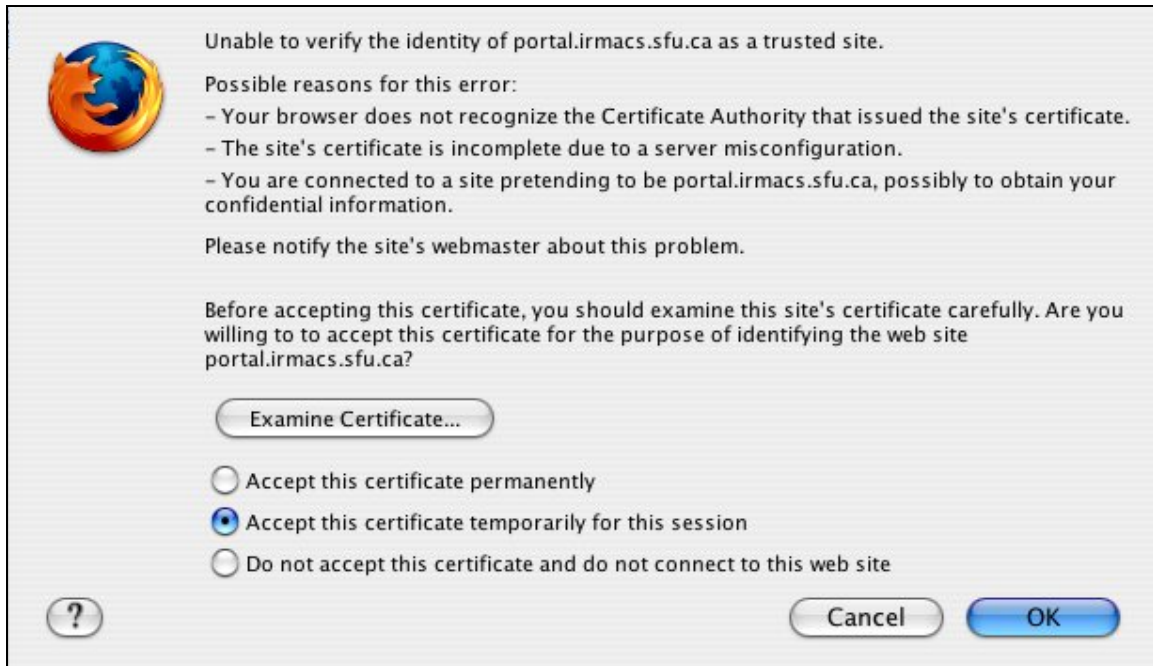 Unable to verify the identity of portal.irmacs.sfu.ca as a trusted site.
Possible reasons for this error:
– Your browser does not recognize the Certificate Authority that issued the site's certificate.
– The site's certificate is incomplete due to a server misconfiguration.
– You are connected to a site pretending to be portal.irmacs.sfu.ca, possibly to obtain your
confidential information.
Please notify the site's webmaster about this problem.
Before accepting this certificate, you should examine this site's certificate carefully. Are you
willing to to accept this certificate for the purpose of identifying the web site
portal.irmacs.sfu.ca?
Examine Certificate...
Accept this certificate permanently
Accept this certificate temporarily for this session
Do not accept this certificate and do not connect to this web site
?
Cancel
OK